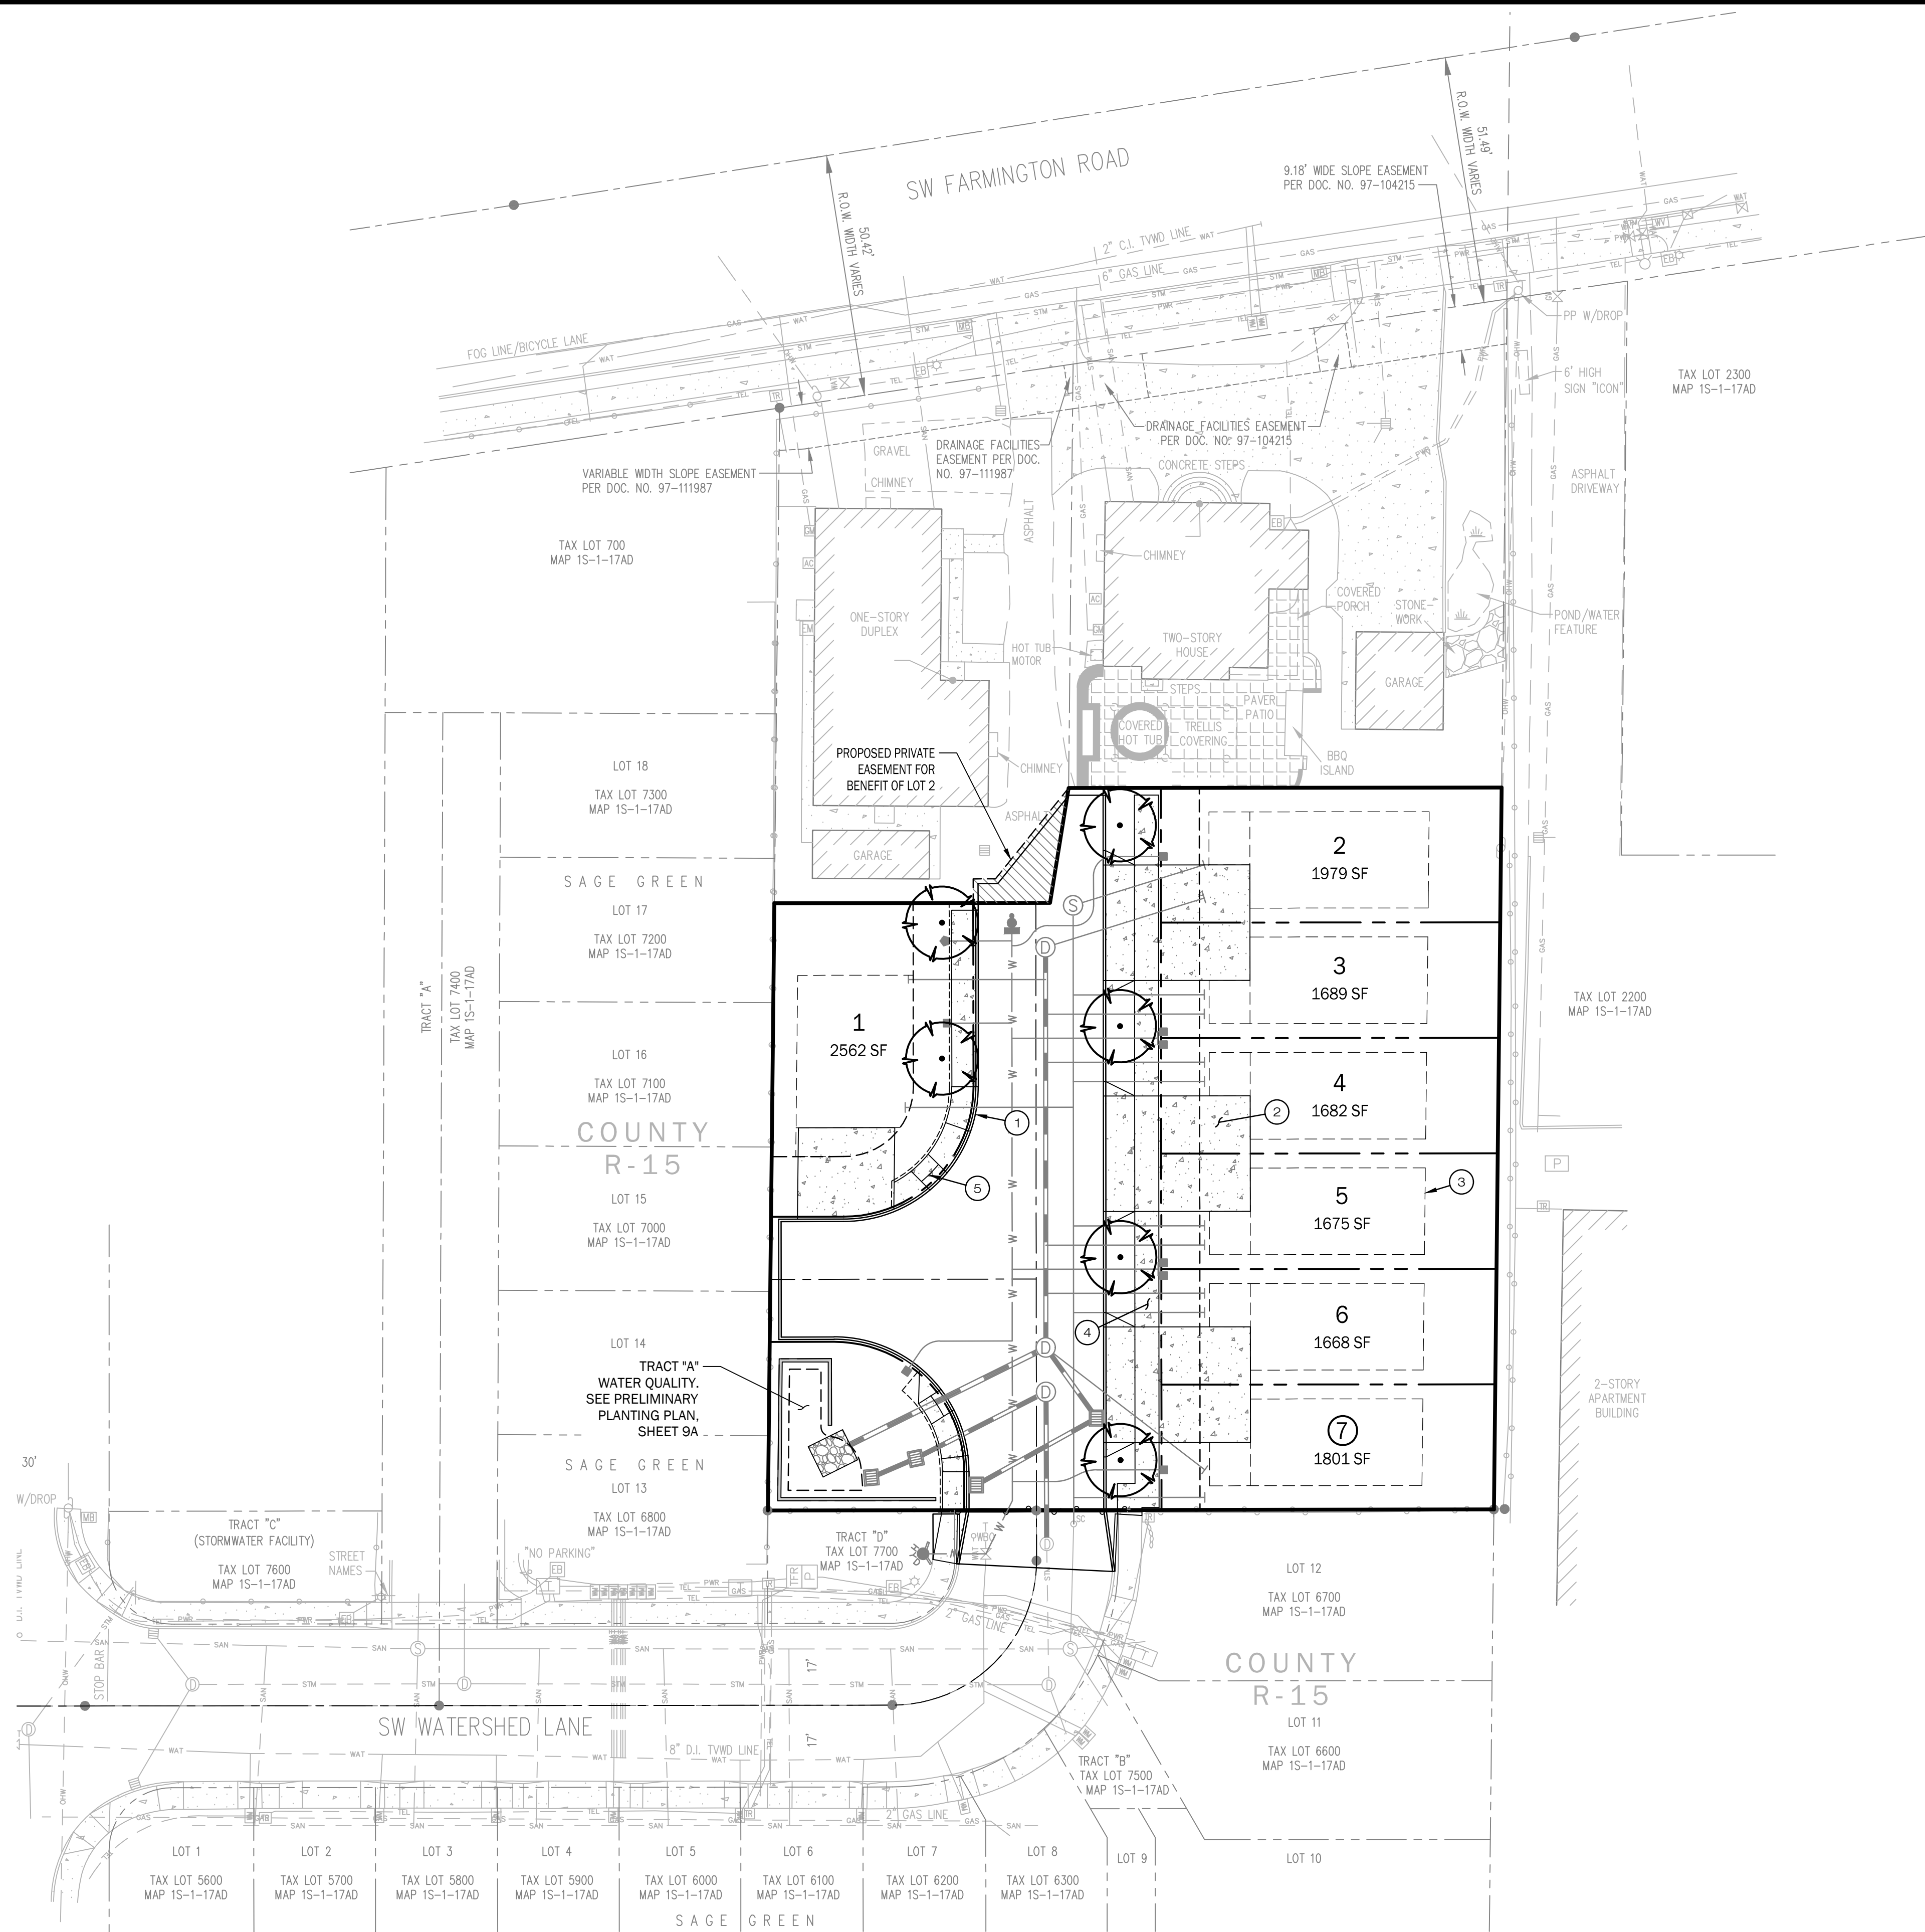 SW FARMINGTON ROAD
50.42'
R.O.W. WIDTH VARIES
51.49'
R.O.W. WIDTH VARIES
9.18' WIDE SLOPE EASEMENT
PER DOC. NO. 97-104215
2" C.I. TVWD LINE
6" GAS LINE
FOG LINE/BICYCLE LANE
PP W/DROP
6' HIGH
SIGN "ICON"
TAX LOT 2300
MAP 1S-1-17AD
VARIABLE WIDTH SLOPE EASEMENT
PER DOC. NO. 97-111987
GRAVEL
CHIMNEY
DRAINAGE FACILITIES
EASEMENT PER DOC.
NO. 97-111987
DRAINAGE FACILITIES EASEMENT
PER DOC. NO. 97-104215
CONCRETE STEPS
ASPHALT
ASPHALT
DRIVEWAY
TAX LOT 700
MAP 1S-1-17AD
CHIMNEY
ONE-STORY
DUPLEX
HOT TUB
MOTOR
TWO-STORY
HOUSE
COVERED
PORCH
STONE-
WORK
POND/WATER
FEATURE
GARAGE
STEPS
PAVER
PATIO
COVERED
HOT TUB
TRELLIS
COVERING
BBQ
ISLAND
CHIMNEY
PROPOSED PRIVATE
EASEMENT FOR
BENEFIT OF LOT 2
ASPHALT
GARAGE
LOT 18
TAX LOT 7300
MAP 1S-1-17AD
SAGE GREEN
LOT 17
TAX LOT 7200
MAP 1S-1-17AD
TRACT "A"
TAX LOT 7400
MAP 1S-1-17AD
LOT 16
TAX LOT 7100
MAP 1S-1-17AD
COUNTY
R-15
LOT 15
TAX LOT 7000
MAP 1S-1-17AD
LOT 14
1
2562 SF
2
1979 SF
3
1689 SF
4
1682 SF
5
1675 SF
6
1668 SF
7
1801 SF
1
2
3
4
5
S
D
D
D
TAX LOT 2200
MAP 1S-1-17AD
P
TR
2-STORY
APARTMENT
BUILDING
TRACT "A"
WATER QUALITY.
SEE PRELIMINARY
PLANTING PLAN,
SHEET 9A
SAGE GREEN
LOT 13
TAX LOT 6800
MAP 1S-1-17AD
30'
W/DROP
MB
TRACT "C"
(STORMWATER FACILITY)
TAX LOT 7600
MAP 1S-1-17AD
STREET
NAMES
"NO PARKING"
EB
TRACT "D"
TAX LOT 7700
MAP 1S-1-17AD
LOT 12
TAX LOT 6700
MAP 1S-1-17AD
COUNTY
R-15
2" GAS LINE
STOP BAR
17'
17'
SW WATERSHED LANE
8" D.I. TVWD LINE
LOT 11
TAX LOT 6600
MAP 1S-1-17AD
TRACT "B"
TAX LOT 7500
MAP 1S-1-17AD
2" GAS LINE
LOT 1
TAX LOT 5600
MAP 1S-1-17AD
LOT 2
TAX LOT 5700
MAP 1S-1-17AD
LOT 3
TAX LOT 5800
MAP 1S-1-17AD
LOT 4
TAX LOT 5900
MAP 1S-1-17AD
LOT 5
TAX LOT 6000
MAP 1S-1-17AD
LOT 6
TAX LOT 6100
MAP 1S-1-17AD
LOT 7
TAX LOT 6200
MAP 1S-1-17AD
LOT 8
TAX LOT 6300
MAP 1S-1-17AD
LOT 9
LOT 10
SAGE GREEN